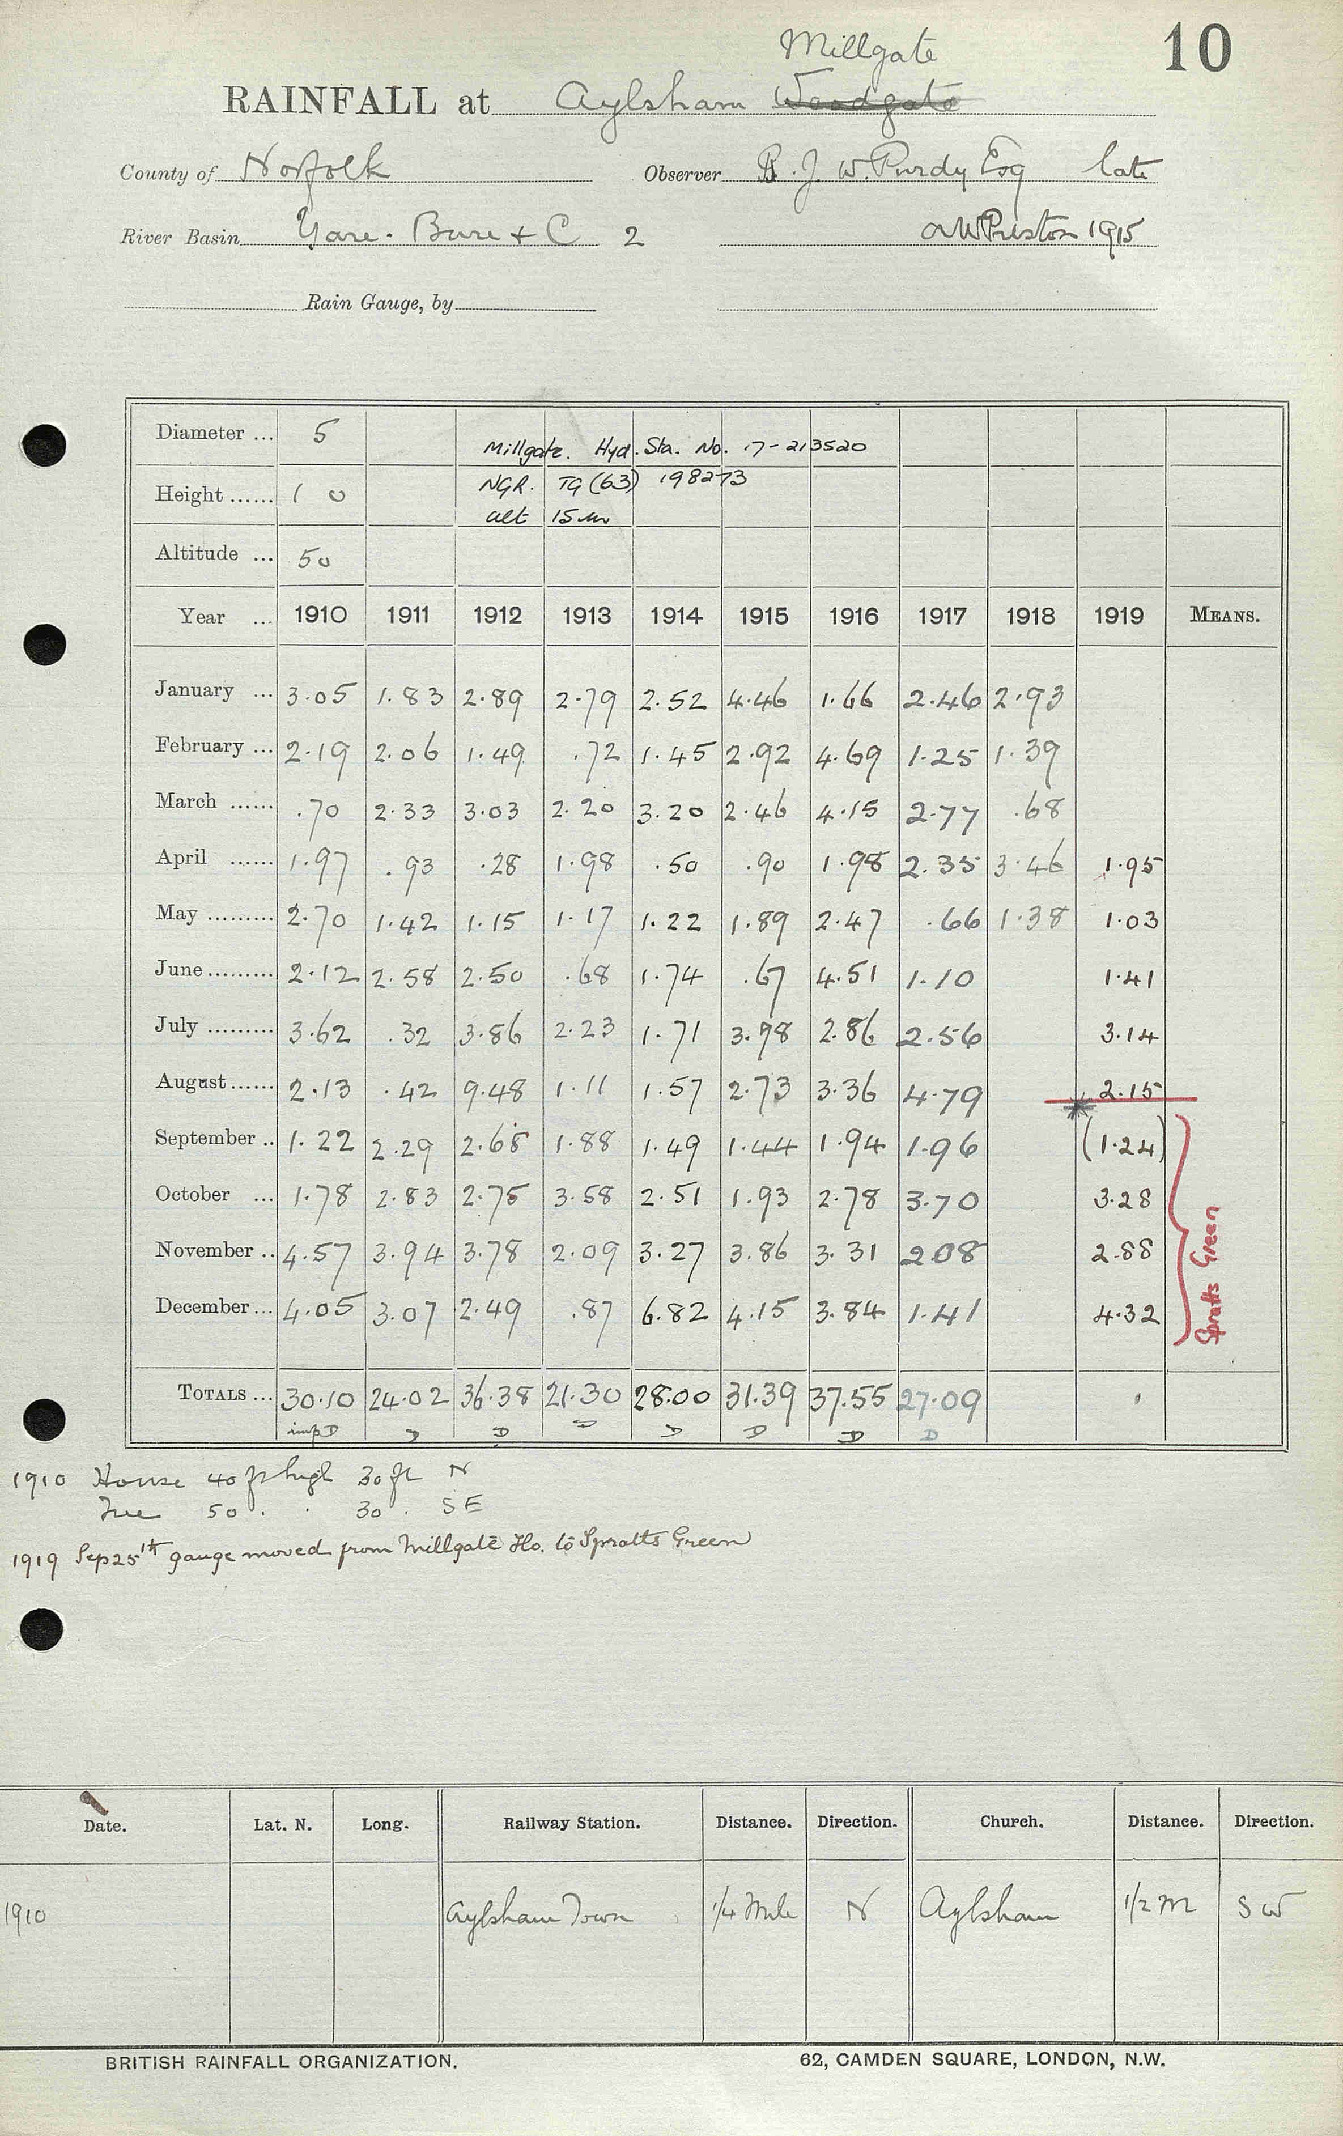 10
Millgate
RAINFALL at Aylsham Woodgate
County of Norfolk Observer R. J. W. Purdy Esq late
River Basin Yare. Bure + C 2 AW Preston 1915
Rain Gauge, by
Diameter ... 5
Millgate. Hyd. Sta. No. 17-213520
Height ...... 1 0 NGR. TG (63) 198273
alt 15m
Altitude ... 50
Year ... 1910 1911 1912 1913 1914 1915 1916 1917 1918 1919 MEANS.
January ... 3.05 1.83 2.89 2.79 2.52 4.46 1.66 2.46 2.93
February ... 2.19 2.06 1.49 .72 1.45 2.92 4.69 1.25 1.39
March ...... .70 2.33 3.03 2.20 3.20 2.46 4.15 2.77 .68
April ...... 1.97 .93 .28 1.98 .50 .90 1.98 2.35 3.46 1.95
May ......... 2.70 1.42 1.15 1.17 1.22 1.89 2.47 .66 1.38 1.03
June ......... 2.12 2.58 2.50 .68 1.74 .67 4.51 1.10 1.41
July ......... 3.62 .32 3.86 2.23 1.71 3.98 2.86 2.56 3.14
August ...... 2.13 .42 9.48 1.11 1.57 2.73 3.36 4.79 2.15
September .. 1.22 2.29 2.68 1.88 1.49 1.44 1.94 1.96 (1.24)
October ... 1.78 2.83 2.75 3.58 2.51 1.93 2.78 3.70 3.28
November .. 4.57 3.94 3.78 2.09 3.27 3.86 3.31 2.08 2.88
December ... 4.05 3.07 2.49 .87 6.82 4.15 3.84 1.41 4.32
Spratts Green
TOTALS ... 30.10 24.02 36.38 21.30 28.00 31.39 37.55 27.09
1910 House 40 ft high 30 ft N
Tree 50 . . 30 . SE
1919 Sep 25th gauge moved from Millgate Ho. to Spratts Green
Date. Lat. N. Long. Railway Station. Distance. Direction. Church. Distance. Direction.
1910 Aylsham Town 1/4 Mile N Aylsham 1/2 M SW
BRITISH RAINFALL ORGANIZATION. 62, CAMDEN SQUARE, LONDON, N.W.